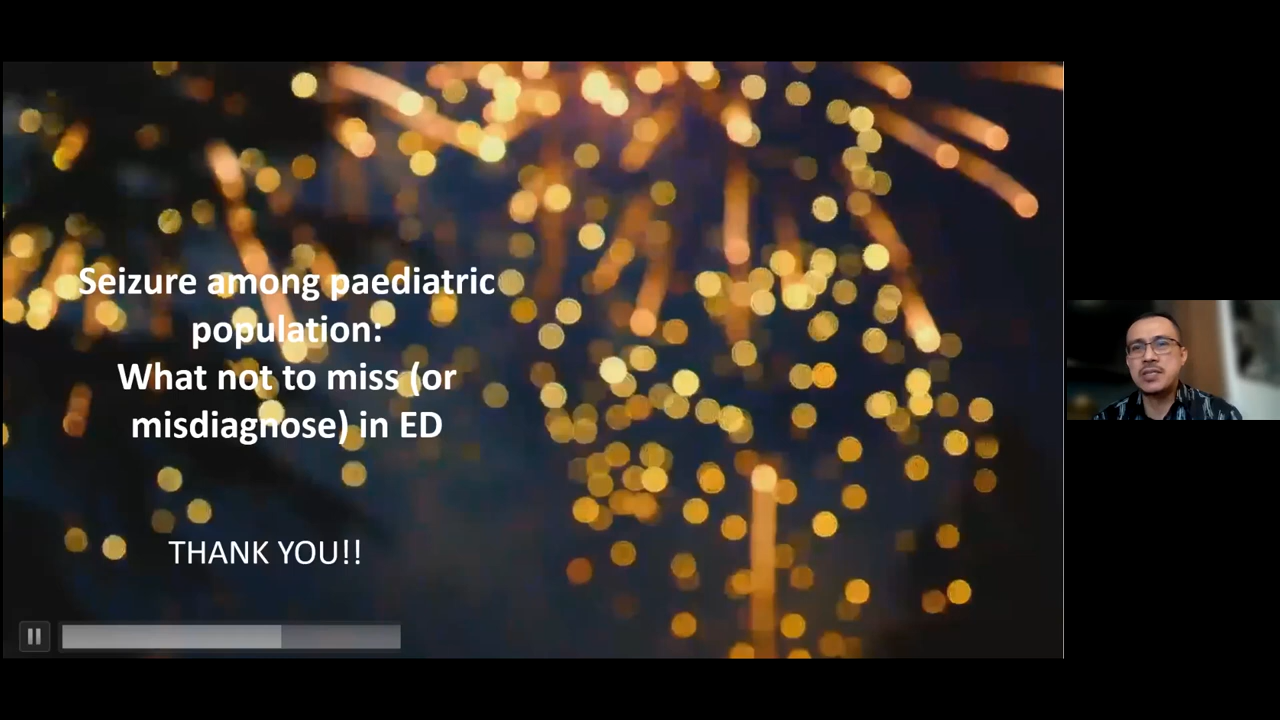 Seizure among paediatric
population:
What not to miss (or
misdiagnose) in ED
THANK YOU!!